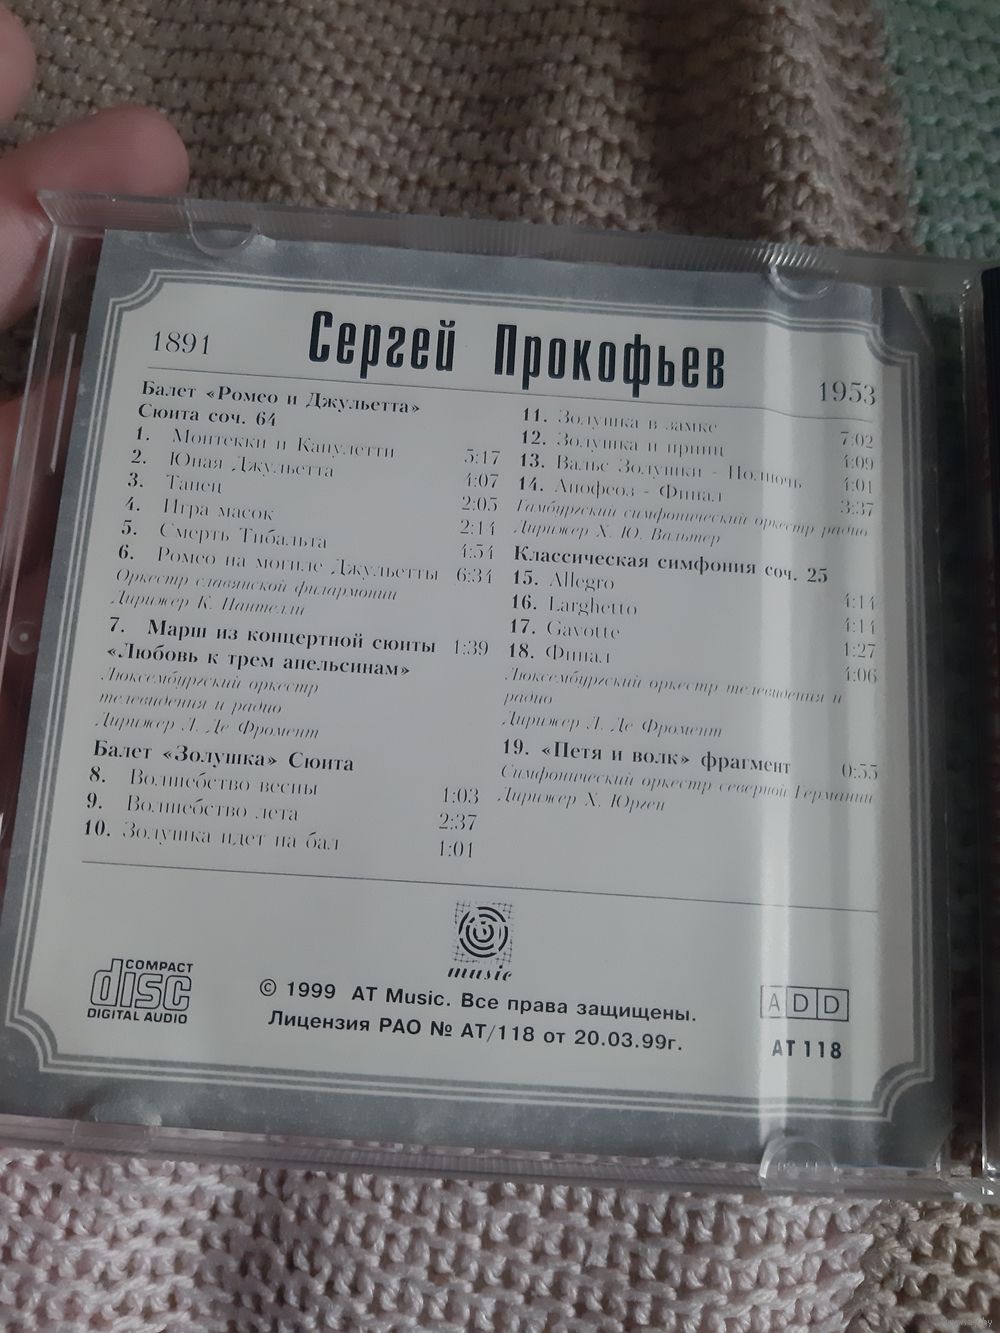 1891
Сергей Прокофьев
1953
Балет «Ромео и Джульетта»
Сюита соч. 64
1. Монтекки и Капулетти 5:17
2. Юная Джульетта 4:07
3. Танец 2:05
4. Игра масок 2:14
5. Смерть Тибальта 4:54
6. Ромео на могиле Джульетты 6:34
Оркестр славянской филармонии
Дирижер К. Пантелли
7. Марш из концертной сюиты 1:39
«Любовь к трем апельсинам»
Люксембургский оркестр
телевидения и радио
Дирижер Л. Де Фромент
Балет «Золушка» Сюита
8. Волшебство весны 1:03
9. Волшебство лета 2:37
10. Золушка идет на бал 1:01
11. Золушка в замке 7:02
12. Золушка и принц 4:09
13. Вальс Золушки - Полночь 4:01
14. Апофеоз - Финал 3:37
Гамбургский симфонический оркестр радио
Дирижер Х. Ю. Вальтер
Классическая симфония соч. 25
15. Allegro 4:14
16. Larghetto 4:14
17. Gavotte 1:27
18. Финал 4:06
Люксембургский оркестр телевидения и
радио
Дирижер Л. Де Фромент
19. «Петя и волк» фрагмент 0:55
Симфонический оркестр северной Германии
Дирижер Х. Юрген
music
COMPACT
disc
DIGITAL AUDIO
© 1999 AT Music. Все права защищены.
Лицензия РАО № АТ/118 от 20.03.99г.
ADD
AT 118